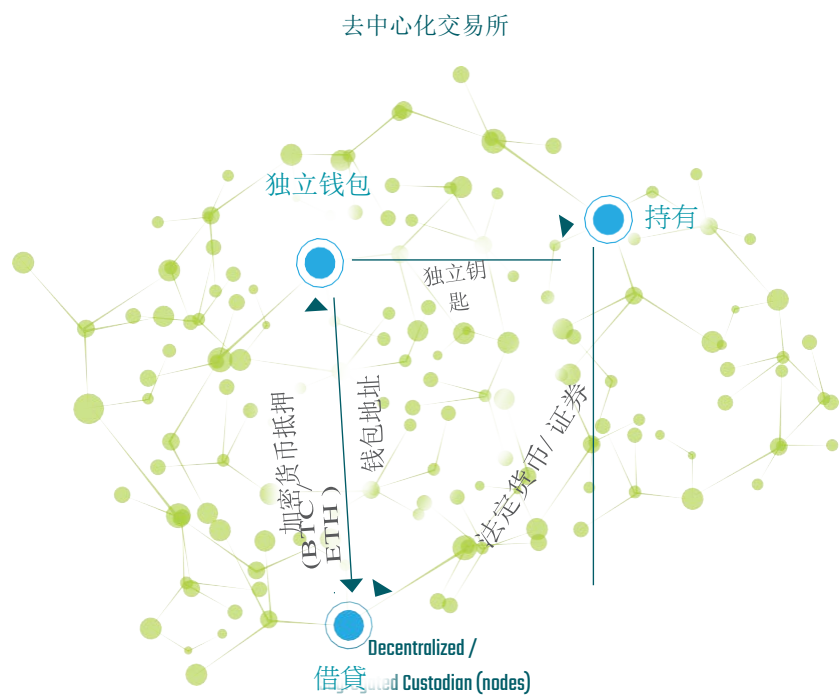 去中心化交易所
独立钱包
持有
独立钥
匙
钱包地址
加密货币抵押
(BTC /
ETH )
法定货币/ 证券
Decentralized /
借貸
Custodian (nodes)